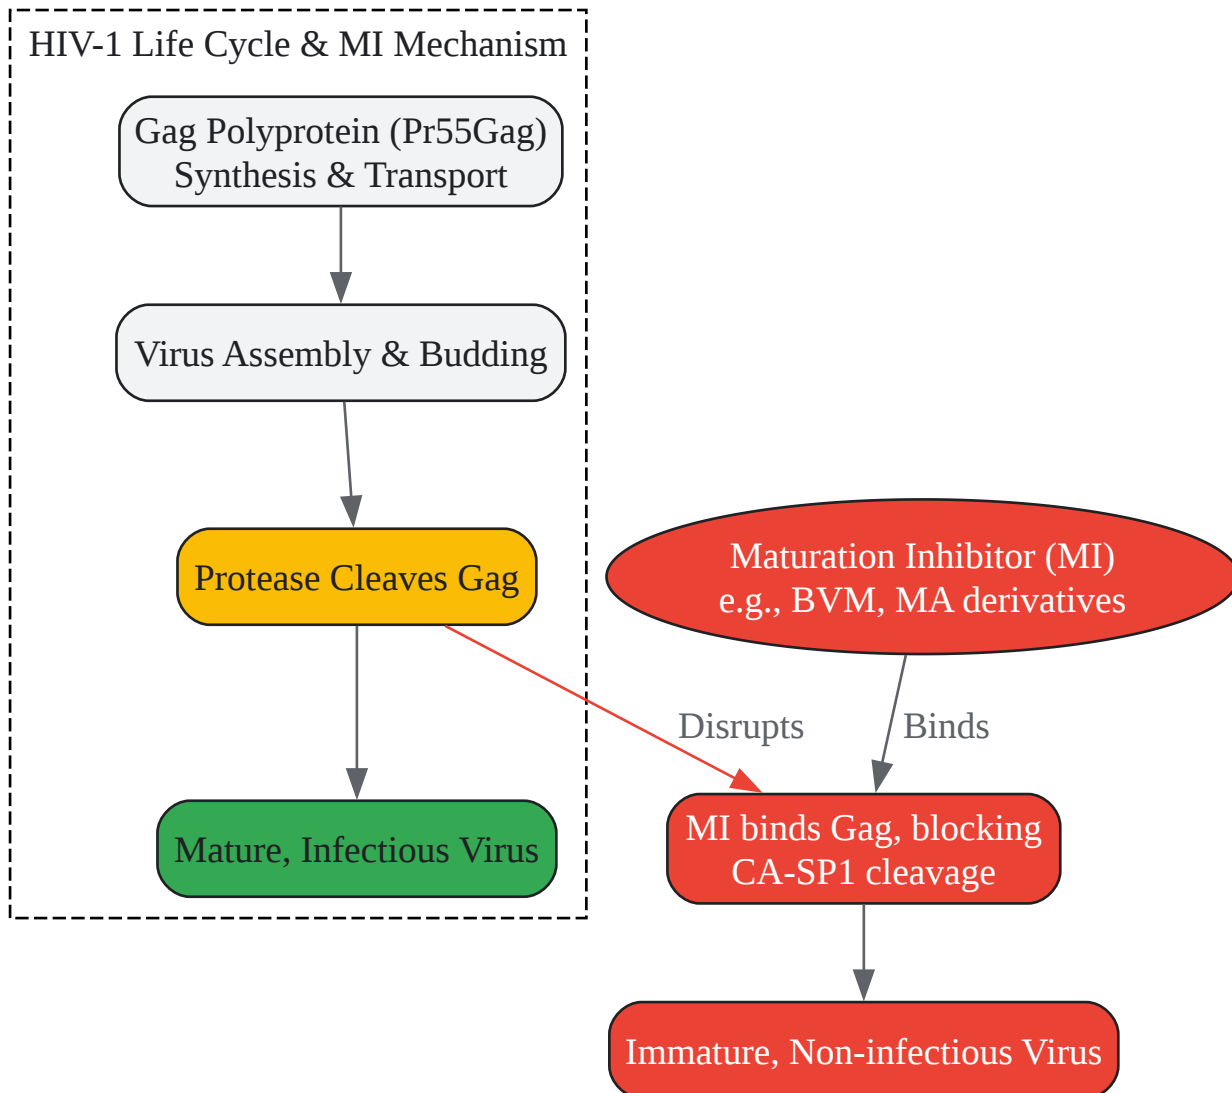 HIV-1 Life Cycle & MI Mechanism
Gag Polyprotein (Pr55Gag)
Synthesis & Transport
Virus Assembly & Budding
Protease Cleaves Gag
Maturation Inhibitor (MI)
e.g., BVM, MA derivatives
Disrupts
Binds
Mature, Infectious Virus
MI binds Gag, blocking
CA-SP1 cleavage
Immature, Non-infectious Virus